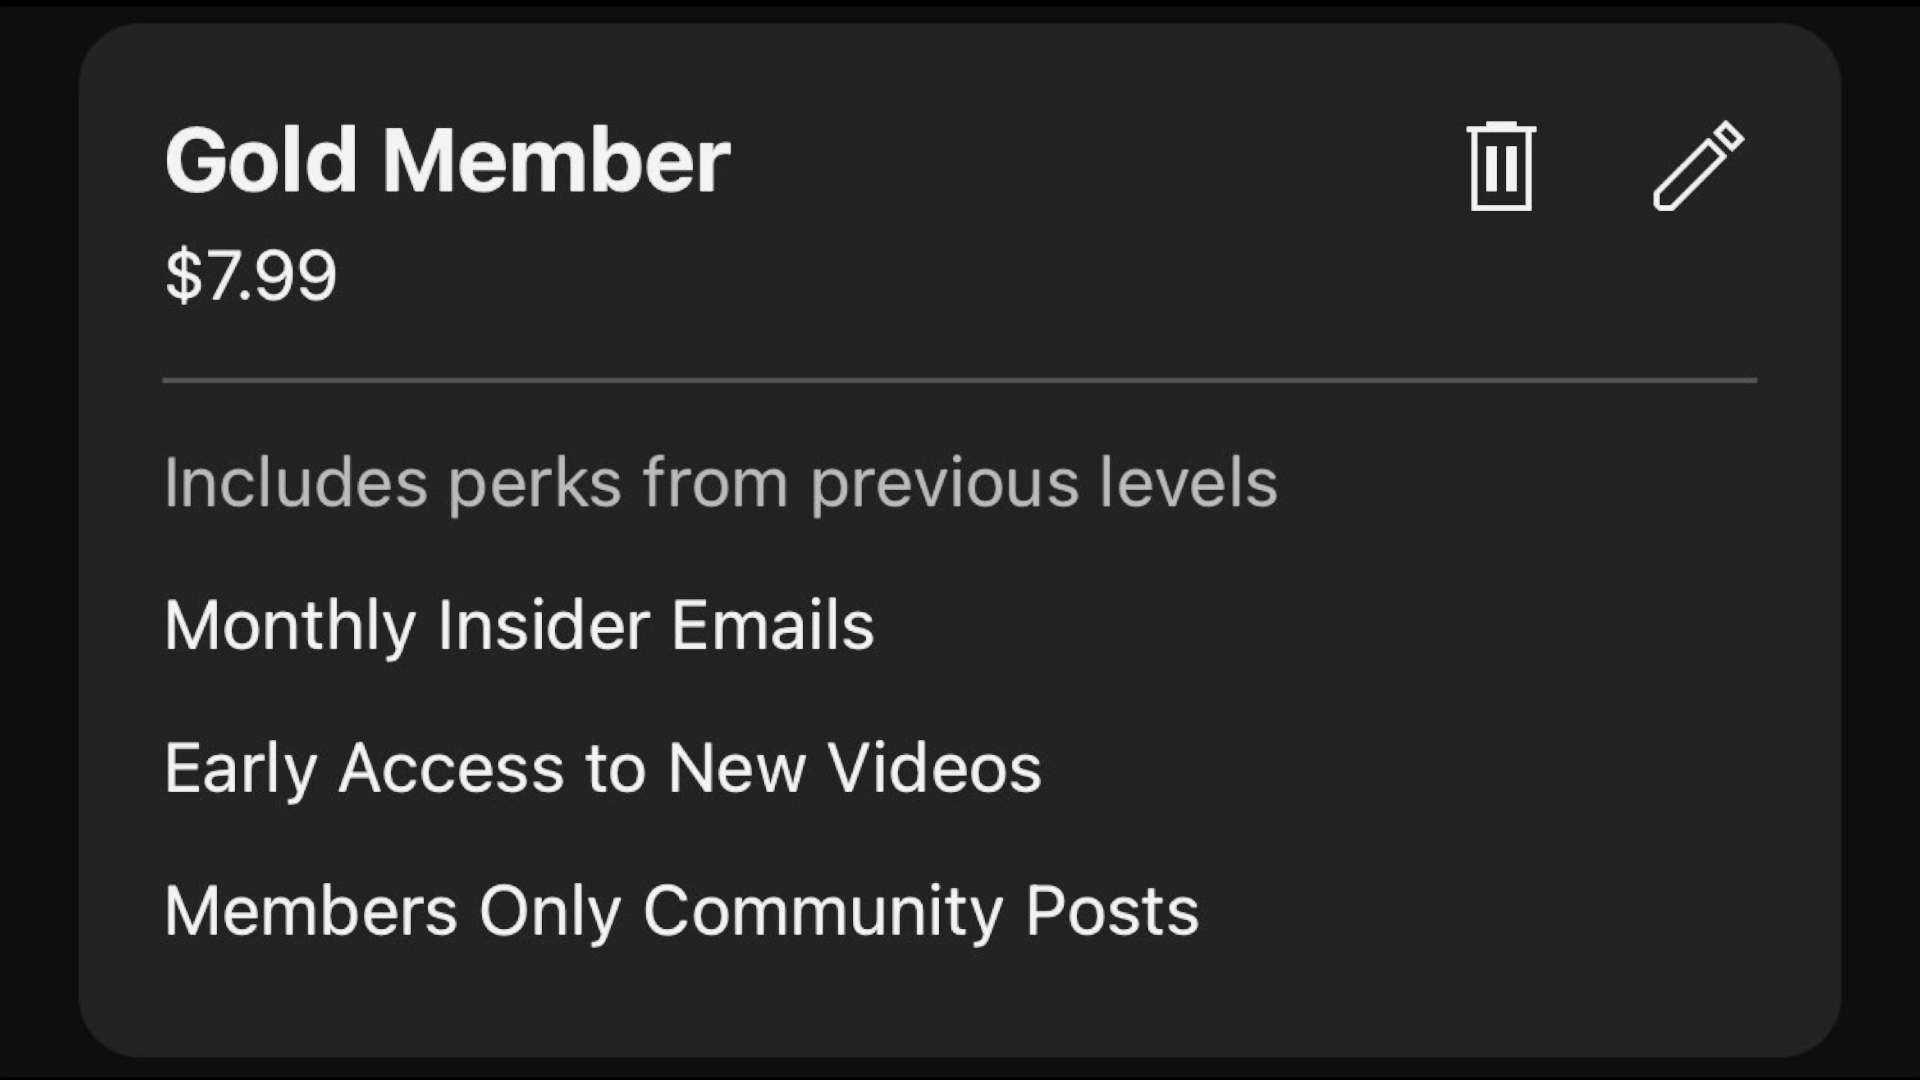 Gold Member
$7.99
Includes perks from previous levels
Monthly Insider Emails
Early Access to New Videos
Members Only Community Posts